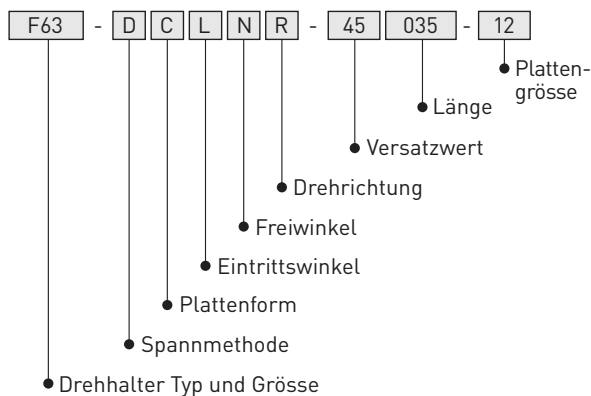 F63 - D C L N R - 45 035 - 12
Platten-
grösse
Länge
Versatzwert
Drehrichtung
Freiwinkel
Eintrittswinkel
Plattenform
Spannmethode
Drehhalter Typ und Grösse